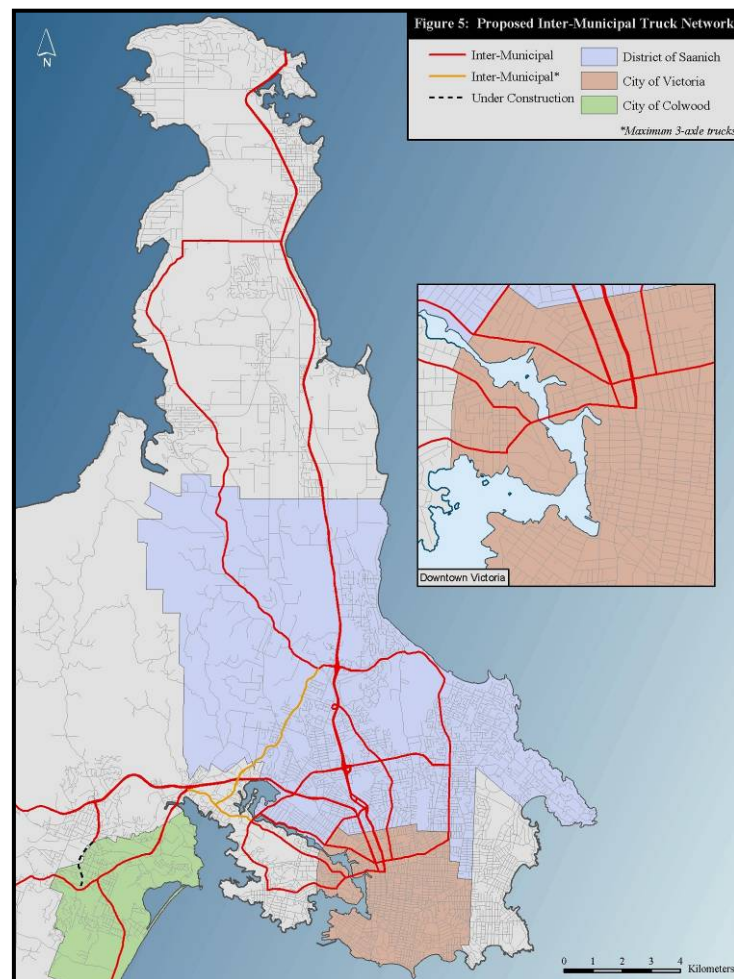 Figure 5: Proposed Inter-Municipal Truck Network
Inter-Municipal
Inter-Municipal*
Under Construction
District of Saanich
City of Victoria
City of Colwood
*Maximum 3-axle trucks
N
Downtown Victoria
0 1 2 3 4
Kilometers